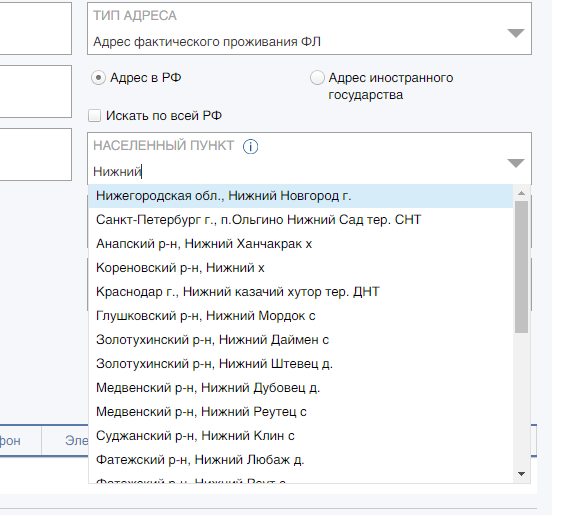 ТИП АДРЕСА
Адрес фактического проживания ФЛ
Адрес в РФ
Адрес иностранного
государства
Искать по всей РФ
НАСЕЛЕННЫЙ ПУНКТ i
Нижний
Нижегородская обл., Нижний Новгород г.
Санкт-Петербург г., п.Ольгино Нижний Сад тер. СНТ
Анапский р-н, Нижний Ханчакрак х
Кореновский р-н, Нижний х
Краснодар г., Нижний казачий хутор тер. ДНТ
Глушковский р-н, Нижний Мордок с
Золотухинский р-н, Нижний Даймен с
Золотухинский р-н, Нижний Штевец д.
Медвенский р-н, Нижний Дубовец д.
Медвенский р-н, Нижний Реутец с
Суджанский р-н, Нижний Клин с
фон Эле
Фатежский р-н, Нижний Любаж д.
Фатежский р-н, Нижний Реут с